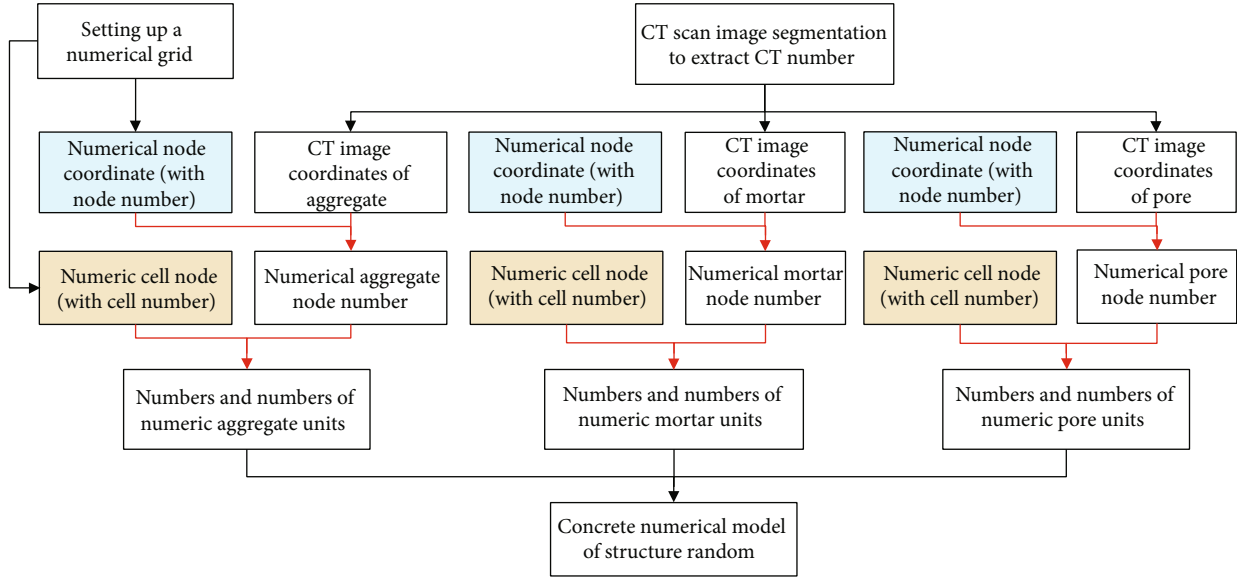 Setting up a
numerical grid
CT scan image segmentation
to extract CT number
Numerical node
coordinate (with
node number)
CT image
coordinates of
aggregate
Numerical node
coordinate (with
node number)
CT image
coordinates
of mortar
Numerical node
coordinate (with
node number)
CT image
coordinates
of pore
Numeric cell node
(with cell number)
Numerical aggregate
node number
Numeric cell node
(with cell number)
Numerical mortar
node number
Numeric cell node
(with cell number)
Numerical pore
node number
Numbers and numbers of
numeric aggregate units
Numbers and numbers of
numeric mortar units
Numbers and numbers of
numeric pore units
Concrete numerical model
of structure random